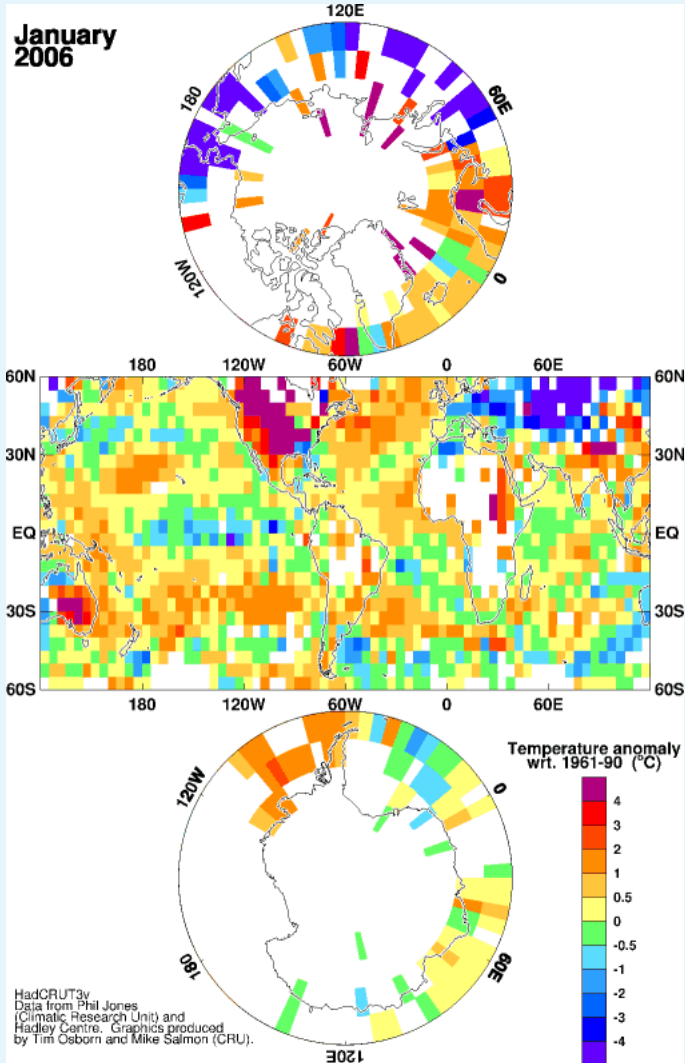 January
2006
120E
180
60E
120W
0
180 120W 60W 0 60E
60N 60N
30N 30N
EQ EQ
30S 30S
60S 60S
180 120W 60W 0 60E
60W
120W
0
180
60E
120E
Temperature anomaly
wrt. 1961-90 (°C)
4
3
2
1
0.5
0
-0.5
-1
-2
-3
-4
HadCRUT3v
Data from Phil Jones
(Climatic Research Unit) and
Hadley Centre. Graphics produced
by Tim Osborn and Mike Salmon (CRU).